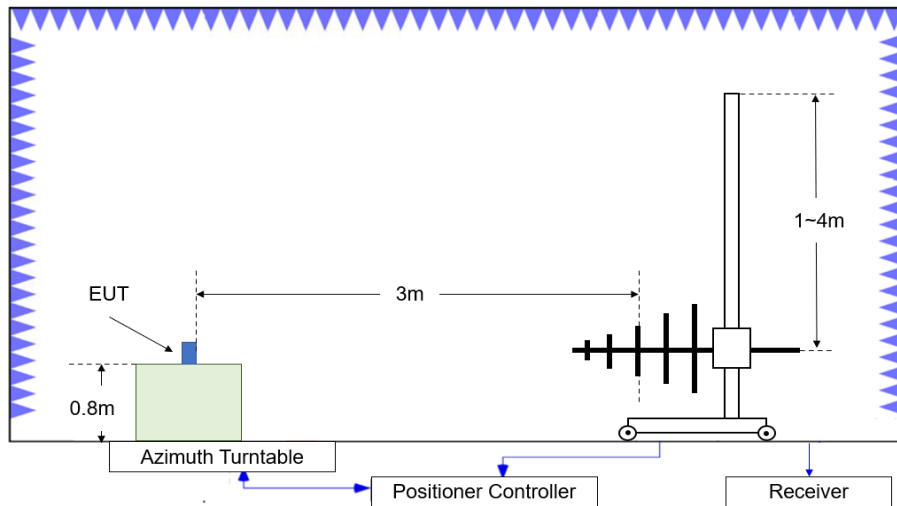 EUT
3m
1~4m
0.8m
Azimuth Turntable
Positioner Controller
Receiver